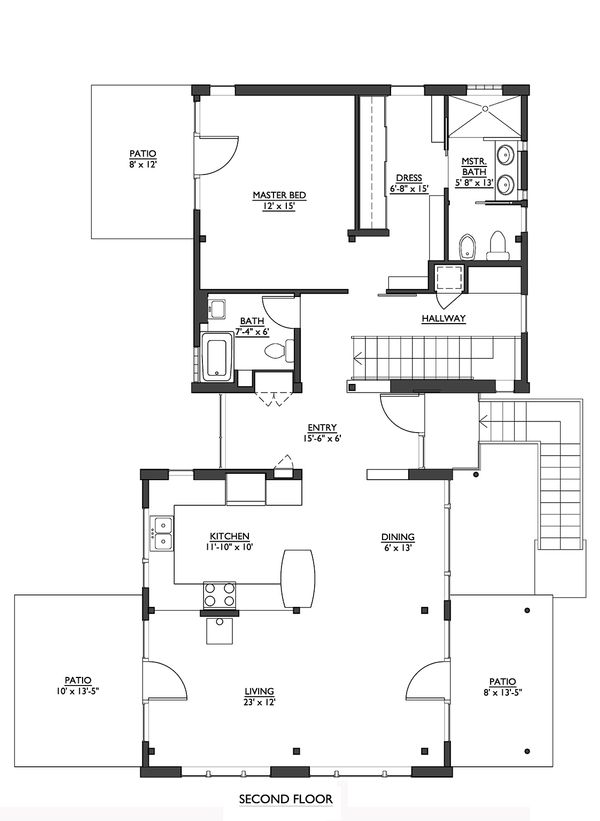 PATIO
8' x 12'
MASTER BED
12' x 15'
DRESS
6'-8" x 15'
MSTR.
BATH
5' 8" x 13'
BATH
7'-4" x 6'
HALLWAY
ENTRY
15'-6" x 6'
KITCHEN
11'-10" x 10'
DINING
6' x 13'
PATIO
10' x 13'-5"
LIVING
23' x 12'
PATIO
8' x 13'-5"
SECOND FLOOR